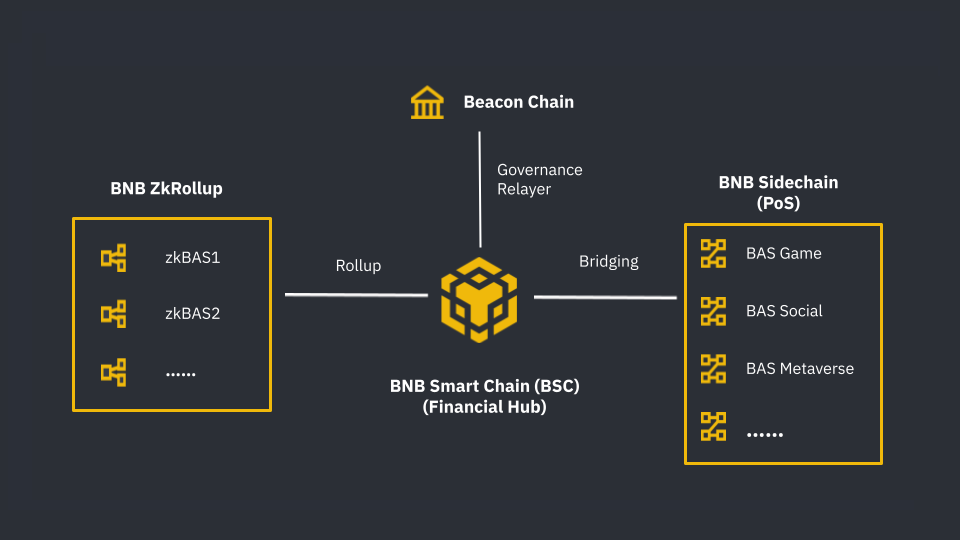 Beacon Chain
Governance
Relayer
BNB ZkRollup
zkBAS1
zkBAS2
......
Rollup
Bridging
BNB Smart Chain (BSC)
(Financial Hub)
BNB Sidechain
(PoS)
BAS Game
BAS Social
BAS Metaverse
......